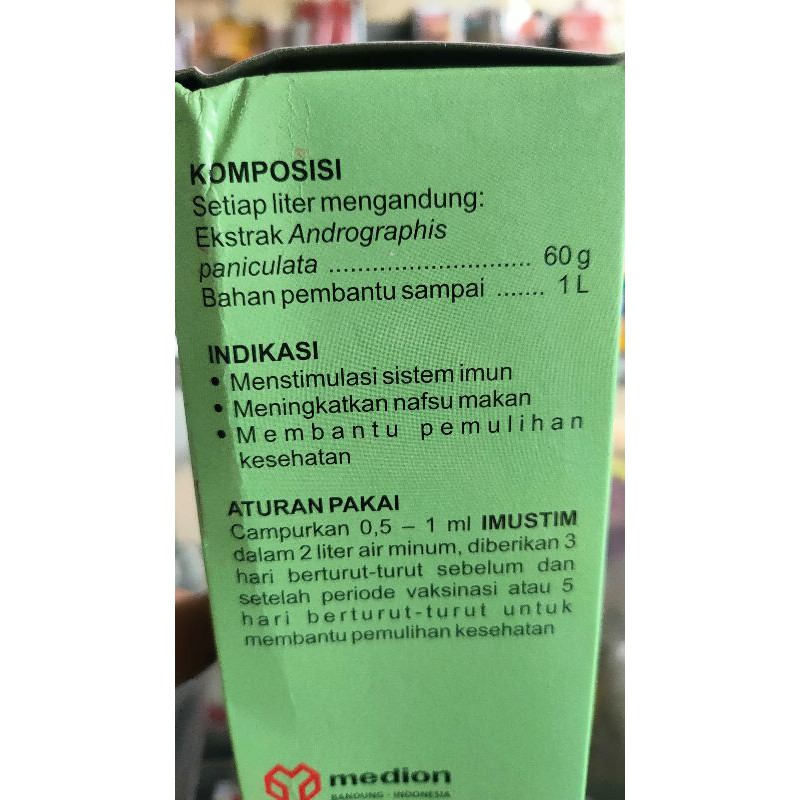 KOMPOSISI
Setiap liter mengandung:
Ekstrak Andrographis
paniculata ............................ 60 g
Bahan pembantu sampai ....... 1 L
INDIKASI
• Menstimulasi sistem imun
• Meningkatkan nafsu makan
• Membantu pemulihan
kesehatan
ATURAN PAKAI
Campurkan 0,5 – 1 ml IMUSTIM
dalam 2 liter air minum, diberikan 3
hari berturut-turut sebelum dan
setelah periode vaksinasi atau 5
hari berturut-turut untuk
membantu pemulihan kesehatan
medion
BANDUNG - INDONESIA